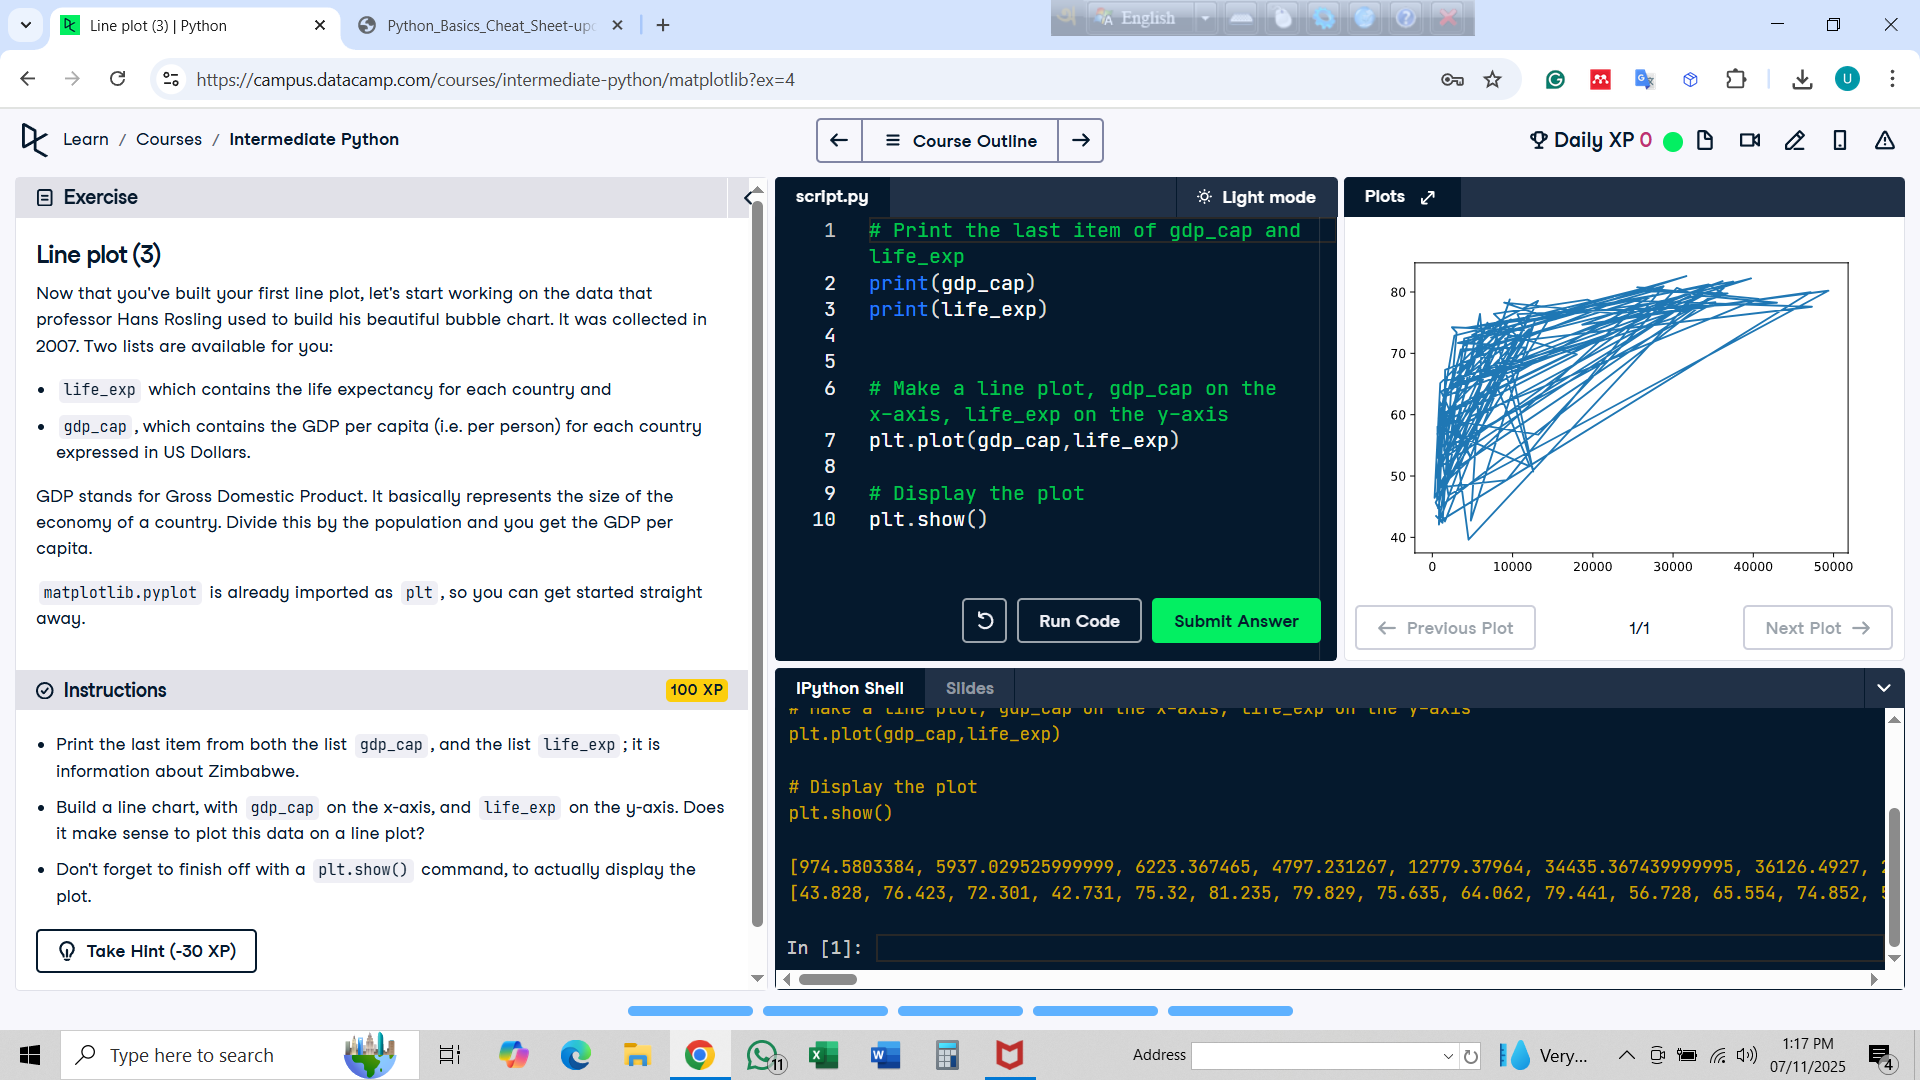 Line plot (3) | Python
Python_Basics_Cheat_Sheet-upd
English
https://campus.datacamp.com/courses/intermediate-python/matplotlib?ex=4
U
Learn / Courses / Intermediate Python
Course Outline
Daily XP 0
Exercise
Line plot (3)
Now that you've built your first line plot, let's start working on the data that
professor Hans Rosling used to build his beautiful bubble chart. It was collected in
2007. Two lists are available for you:
• life_exp which contains the life expectancy for each country and
• gdp_cap , which contains the GDP per capita (i.e. per person) for each country
expressed in US Dollars.
GDP stands for Gross Domestic Product. It basically represents the size of the
economy of a country. Divide this by the population and you get the GDP per
capita.
matplotlib.pyplot is already imported as plt , so you can get started straight
away.
Instructions
100 XP
• Print the last item from both the list gdp_cap , and the list life_exp ; it is
information about Zimbabwe.
• Build a line chart, with gdp_cap on the x-axis, and life_exp on the y-axis. Does
it make sense to plot this data on a line plot?
• Don't forget to finish off with a plt.show() command, to actually display the
plot.
Take Hint (-30 XP)
script.py
Light mode
1 # Print the last item of gdp_cap and
life_exp
2 print(gdp_cap)
3 print(life_exp)
4
5
6 # Make a line plot, gdp_cap on the
x-axis, life_exp on the y-axis
7 plt.plot(gdp_cap,life_exp)
8
9 # Display the plot
10 plt.show()
Run Code
Submit Answer
Plots
80
70
60
50
40
0 10000 20000 30000 40000 50000
Previous Plot
1/1
Next Plot
IPython Shell
Slides
# Make a line plot, gdp_cap on the x-axis, life_exp on the y-axis
plt.plot(gdp_cap,life_exp)
# Display the plot
plt.show()
[974.5803384, 5937.029525999999, 6223.367465, 4797.231267, 12779.37964, 34435.367439999995, 36126.4927, 2
[43.828, 76.423, 72.301, 42.731, 75.32, 81.235, 79.829, 75.635, 64.062, 79.441, 56.728, 65.554, 74.852, 5
In [1]:
Type here to search
11
Address
Very...
1:17 PM
07/11/2025
4